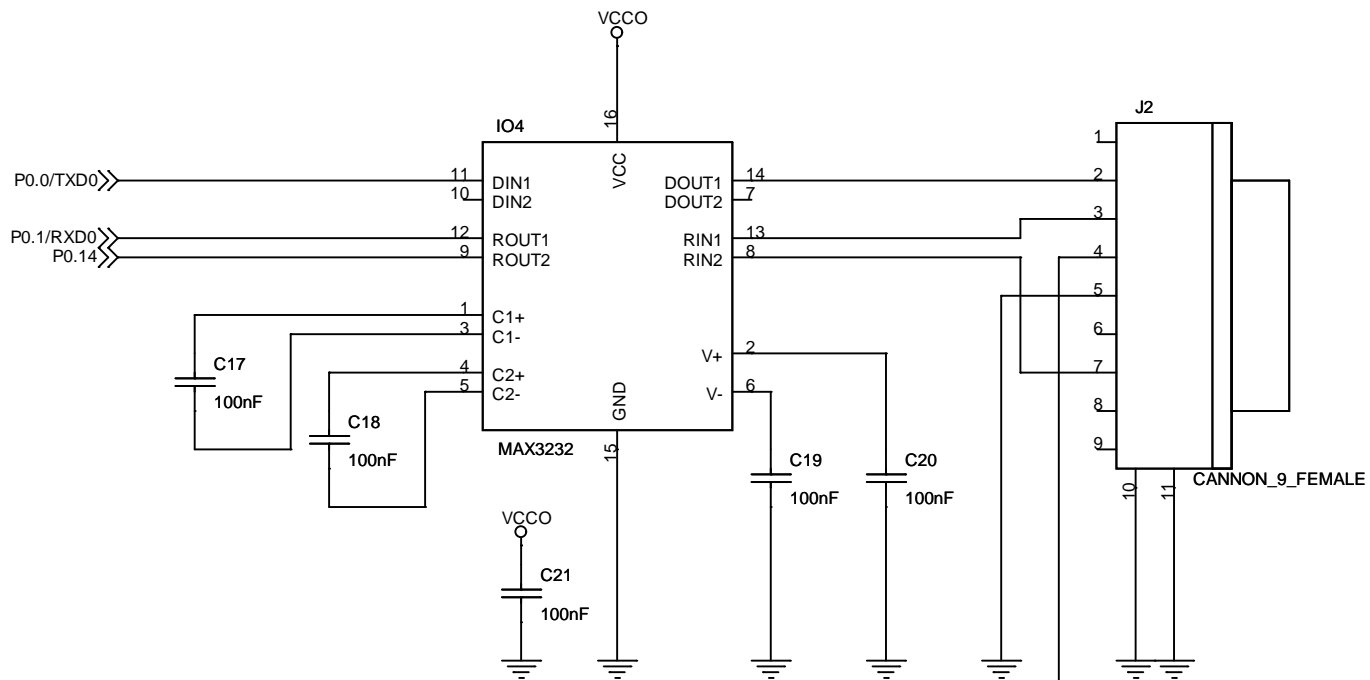 VCCO
J2
IO4
16
VCC
1
P0.0/TXD0
11
DIN1
DOUT1
14
2
10
DIN2
DOUT2
7
3
P0.1/RXD0
12
ROUT1
RIN1
13
P0.14
9
ROUT2
RIN2
8
4
5
1
C1+
3
C1-
6
V+
2
C17
4
C2+
7
100nF
5
C2-
V-
6
GND
8
C18
100nF
MAX3232
15
9
C19
C20
100nF
100nF
10
11
CANNON_9_FEMALE
VCCO
C21
100nF